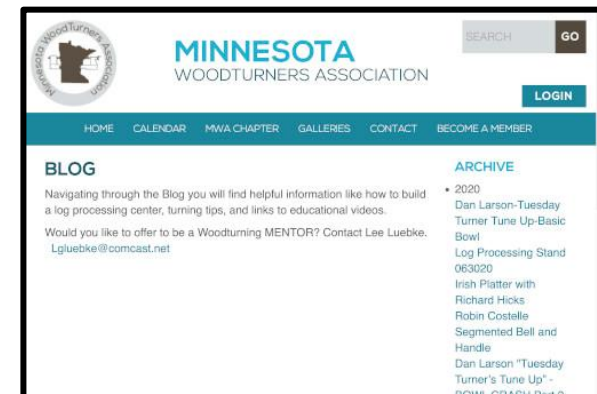 Minnesota WoodTurners Association
MINNESOTA
WOODTURNERS ASSOCIATION
SEARCH GO
LOGIN
HOME CALENDAR MWA CHAPTER GALLERIES CONTACT BECOME A MEMBER
BLOG
Navigating through the Blog you will find helpful information like how to build
a log processing center, turning tips, and links to educational videos.
Would you like to offer to be a Woodturning MENTOR? Contact Lee Luebke.
Lgluebke@comcast.net
ARCHIVE
• 2020
Dan Larson-Tuesday
Turner Tune Up-Basic
Bowl
Log Processing Stand
063020
Irish Platter with
Richard Hicks
Robin Costelle
Segmented Bell and
Handle
Dan Larson "Tuesday
Turner's Tune Up" -